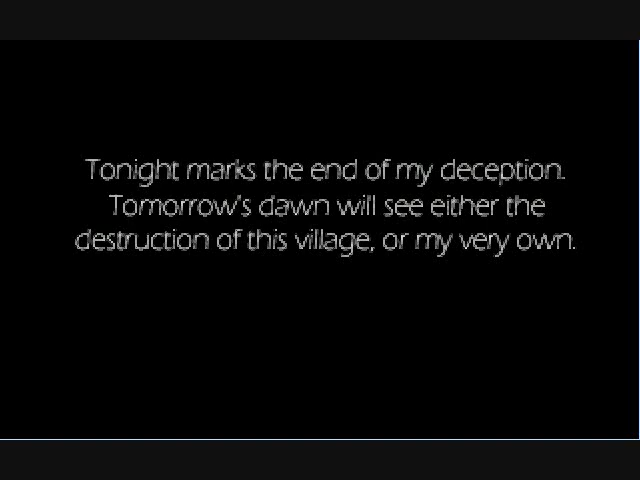 Tonight marks the end of my deception.
Tomorrow's dawn will see either the
destruction of this village, or my very own.